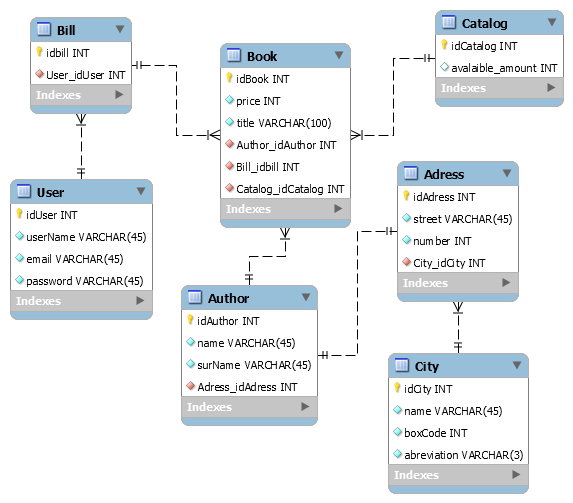 Bill
idbill INT
User_idUser INT
Indexes
Book
idBook INT
price INT
title VARCHAR(100)
Author_idAuthor INT
Bill_idbill INT
Catalog_idCatalog INT
Indexes
Catalog
idCatalog INT
avalaible_amount INT
Indexes
User
idUser INT
userName VARCHAR(45)
email VARCHAR(45)
password VARCHAR(45)
Indexes
Adress
idAdress INT
street VARCHAR(45)
number INT
City_idCity INT
Indexes
Author
idAuthor INT
name VARCHAR(45)
surName VARCHAR(45)
Adress_idAdress INT
Indexes
City
idCity INT
name VARCHAR(45)
boxCode INT
abreviation VARCHAR(3)
Indexes